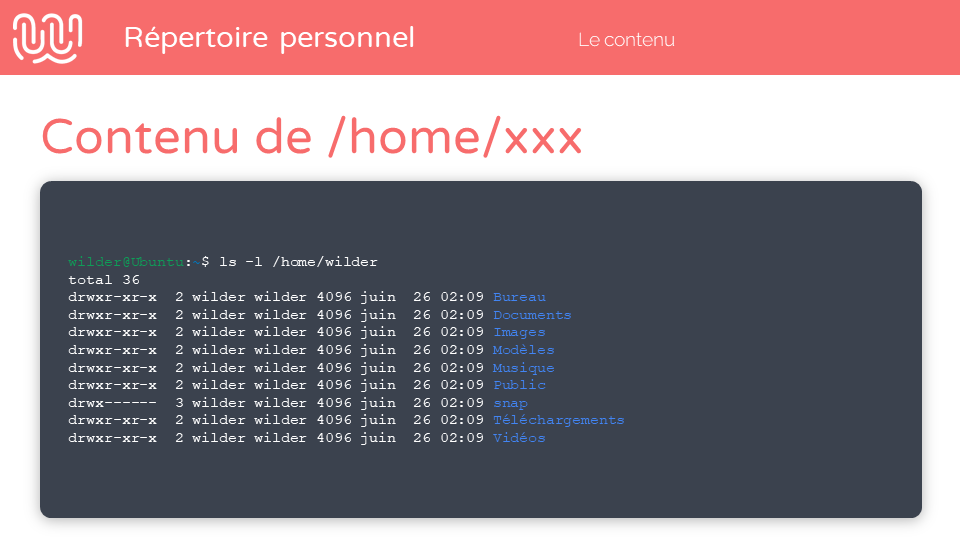 Répertoire personnel
Le contenu
Contenu de /home/xxx
wilder@Ubuntu:~$ ls -l /home/wilder
total 36
drwxr-xr-x  2 wilder wilder 4096 juin  26 02:09 Bureau
drwxr-xr-x  2 wilder wilder 4096 juin  26 02:09 Documents
drwxr-xr-x  2 wilder wilder 4096 juin  26 02:09 Images
drwxr-xr-x  2 wilder wilder 4096 juin  26 02:09 Modèles
drwxr-xr-x  2 wilder wilder 4096 juin  26 02:09 Musique
drwxr-xr-x  2 wilder wilder 4096 juin  26 02:09 Public
drwx------  3 wilder wilder 4096 juin  26 02:09 snap
drwxr-xr-x  2 wilder wilder 4096 juin  26 02:09 Téléchargements
drwxr-xr-x  2 wilder wilder 4096 juin  26 02:09 Vidéos